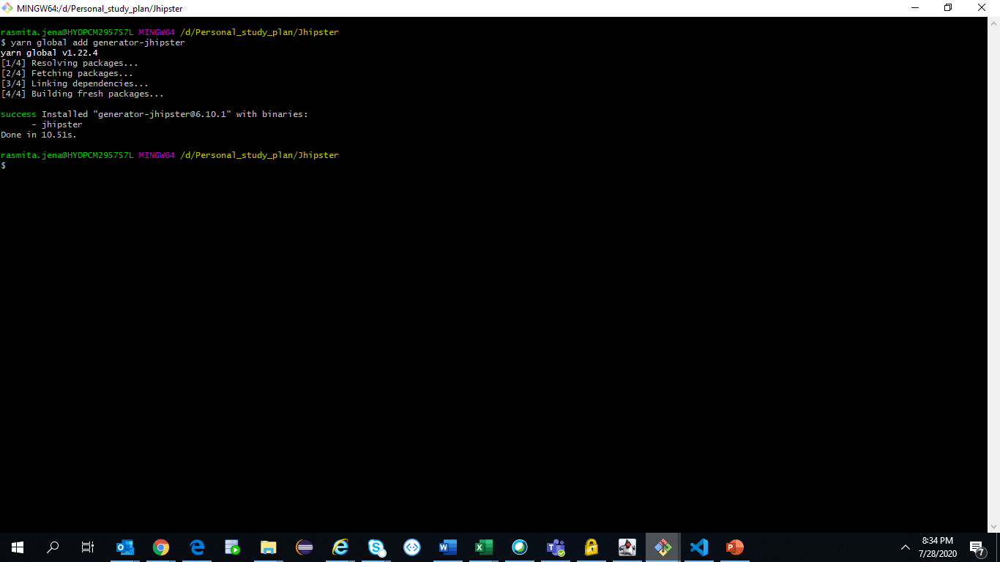 MINGW64:/d/Personal_study_plan/Jhipster
rasmita.jena@HYDPCM295757L MINGW64 /d/Personal_study_plan/Jhipster
$ yarn global add generator-jhipster
yarn global v1.22.4
[1/4] Resolving packages...
[2/4] Fetching packages...
[3/4] Linking dependencies...
[4/4] Building fresh packages...
success Installed "generator-jhipster@6.10.1" with binaries:
- jhipster
Done in 10.51s.
rasmita.jena@HYDPCM295757L MINGW64 /d/Personal_study_plan/Jhipster
$
8:34 PM
7/28/2020
7